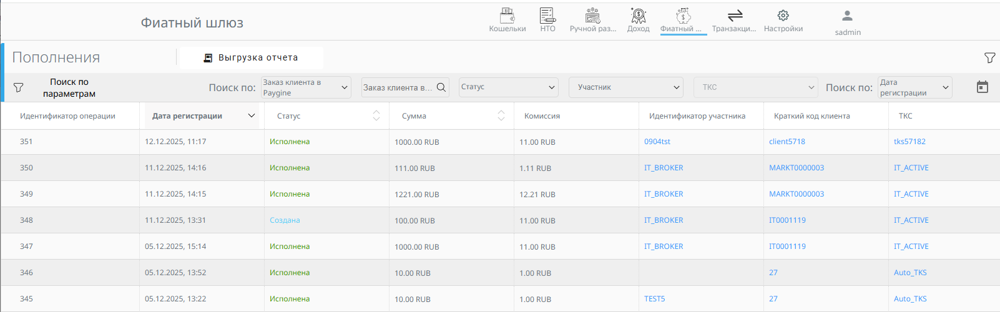 Фиатный шлюз
Кошельки НТО Ручной раз... Доход Фиатный ... Транзакци... Настройки sadmin
Пополнения Выгрузка отчета
Поиск по параметрам Поиск по: Заказ клиента в Paygine Заказ клиента в... Статус Участник ТКС Поиск по: Дата регистрации
Идентификатор операции Дата регистрации Статус Сумма Комиссия Идентификатор участника Краткий код клиента ТКС
351 12.12.2025, 11:17 Исполнена 1000.00 RUB 11.00 RUB 0904tst client5718 tks57182
350 11.12.2025, 14:16 Исполнена 111.00 RUB 1.11 RUB IT_BROKER MARKT0000003 IT_ACTIVE
349 11.12.2025, 14:15 Исполнена 1221.00 RUB 12.21 RUB IT_BROKER MARKT0000003 IT_ACTIVE
348 11.12.2025, 13:31 Создана 100.00 RUB 11.00 RUB IT_BROKER IT0001119 IT_ACTIVE
347 05.12.2025, 15:14 Исполнена 1000.00 RUB 11.00 RUB IT_BROKER IT0001119 IT_ACTIVE
346 05.12.2025, 13:52 Исполнена 10.00 RUB 1.00 RUB 27 Auto_TKS
345 05.12.2025, 13:22 Исполнена 10.00 RUB 1.00 RUB TEST5 27 Auto_TKS